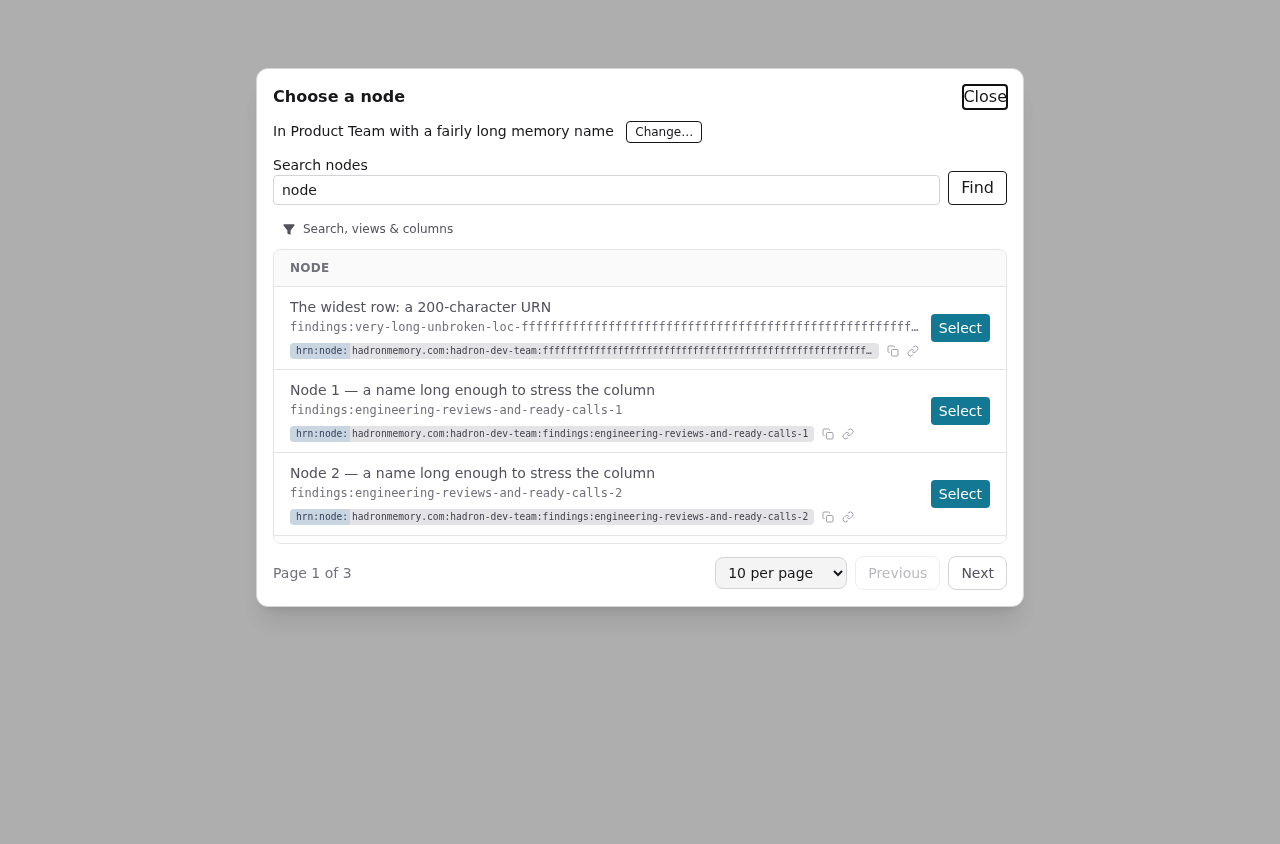 Choose a node
Close
In Product Team with a fairly long memory name
Change...
Search nodes
node
Find
Search, views & columns
NODE
The widest row: a 200-character URN
findings:very-long-unbroken-loc-ffffffffffffffffffffffffffffffffffffffffffffffffffffff…
Select
hrn:node: hadronmemory.com:hadron-dev-team:fffffffffffffffffffffffffffffffffffffffffffffffffffffff…
Node 1 — a name long enough to stress the column
findings:engineering-reviews-and-ready-calls-1
Select
hrn:node: hadronmemory.com:hadron-dev-team:findings:engineering-reviews-and-ready-calls-1
Node 2 — a name long enough to stress the column
findings:engineering-reviews-and-ready-calls-2
Select
hrn:node: hadronmemory.com:hadron-dev-team:findings:engineering-reviews-and-ready-calls-2
Page 1 of 3
10 per page
Previous
Next